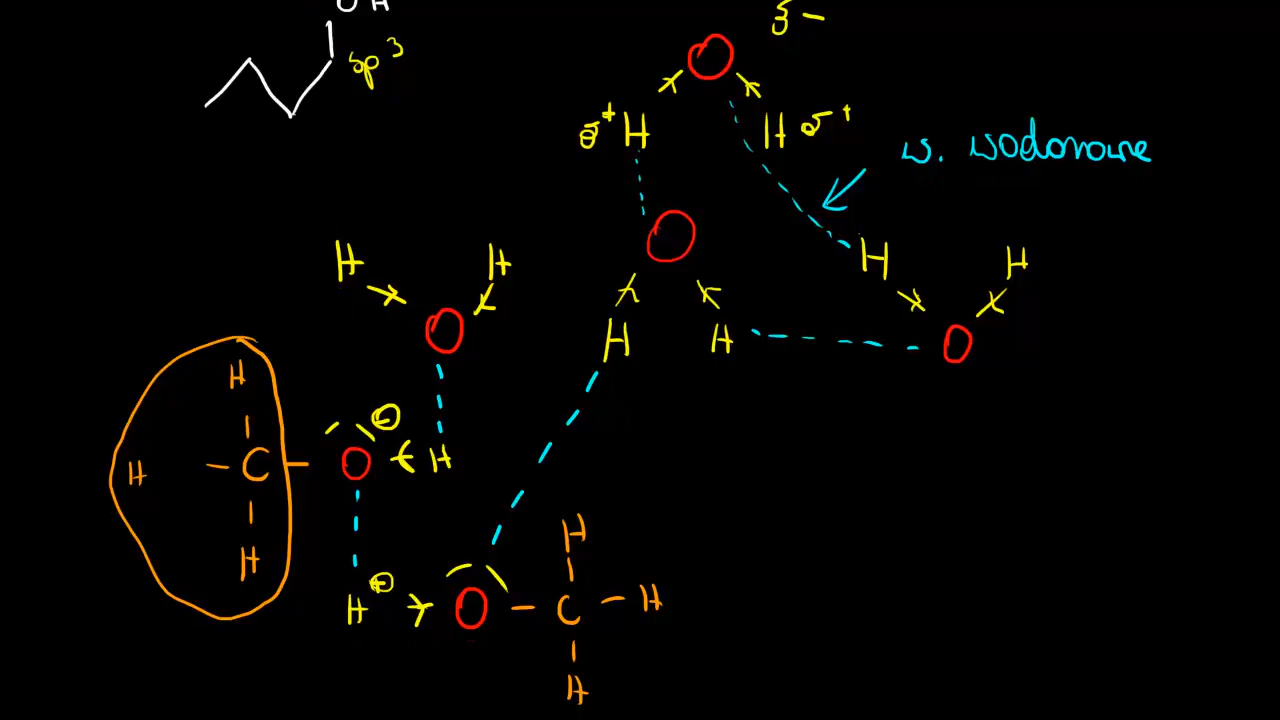 OH
sp³
δ−
O
δ+ H
H δ+
w. wodorowe
O
H H
H H
O
H H
O
H
O
H
H – C –
O ⊖
H
H
H
H ⊕
O – C – H
H